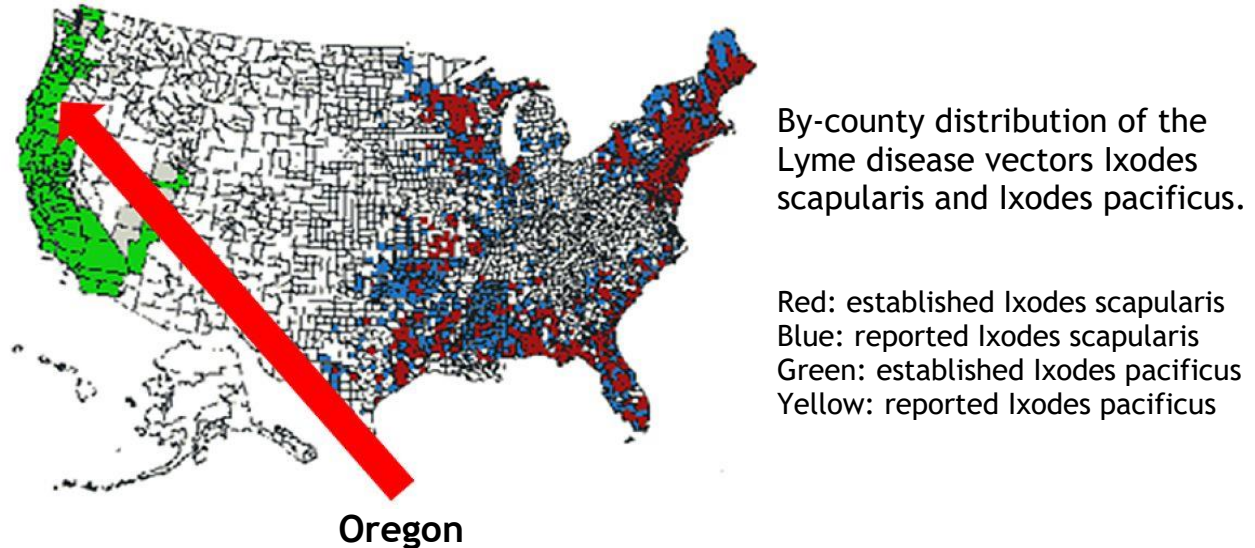 By-county distribution of the
Lyme disease vectors Ixodes
scapularis and Ixodes pacificus.
Red: established Ixodes scapularis
Blue: reported Ixodes scapularis
Green: established Ixodes pacificus
Yellow: reported Ixodes pacificus
Oregon